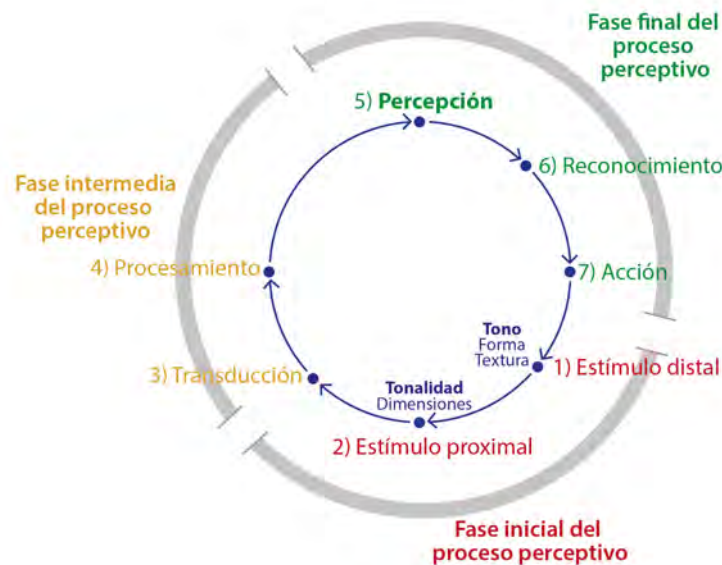 Fase final del
proceso
perceptivo
5) Percepción
6) Reconocimiento
Fase intermedia
del proceso
perceptivo
4) Procesamiento
7) Acción
Tono
Forma
Textura
1) Estímulo distal
3) Transducción
Tonalidad
Dimensiones
2) Estímulo proximal
Fase inicial del
proceso perceptivo